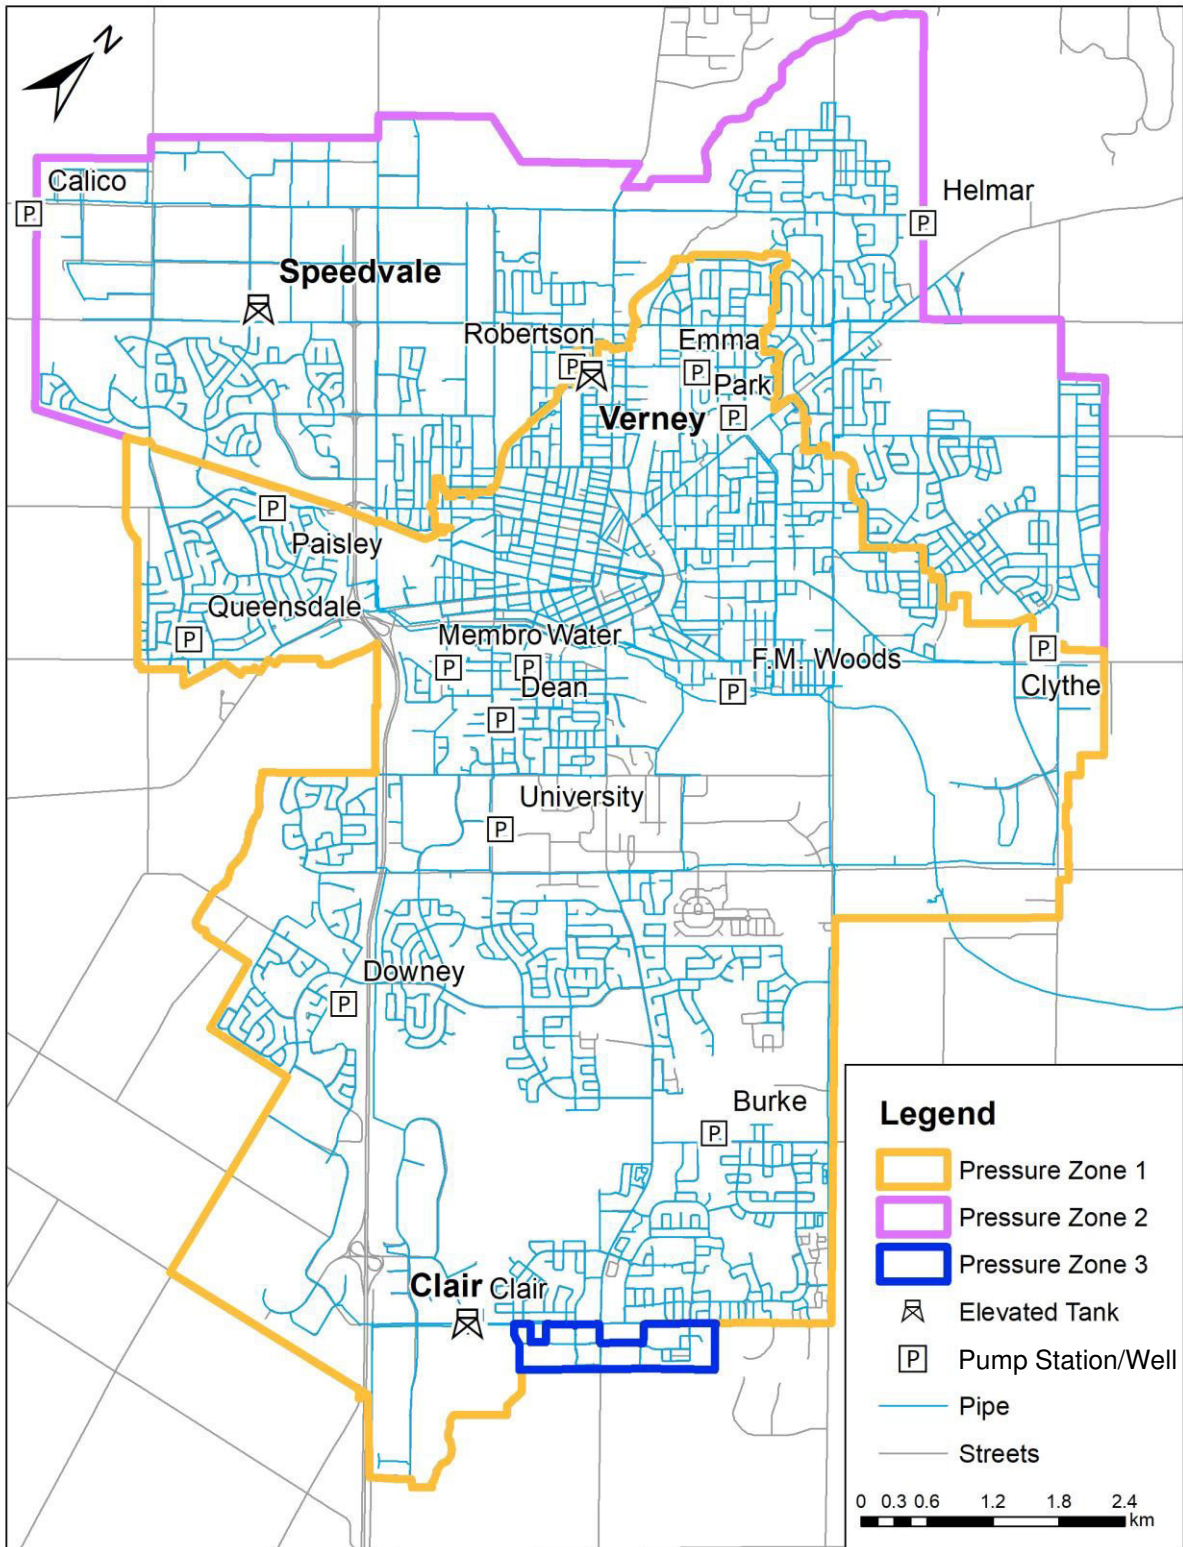 N
Calico
P
Helmar
P
Speedvale
Robertson
P
Emma
P
Park
P
Verney
P
Paisley
Queensdale
P
Membro Water
P
P
F.M. Woods
P
P
Clythe
Dean
P
University
P
Downey
P
Burke
P
Clair Clair
Legend
Pressure Zone 1
Pressure Zone 2
Pressure Zone 3
Elevated Tank
P Pump Station/Well
Pipe
Streets
0 0.3 0.6 1.2 1.8 2.4
km